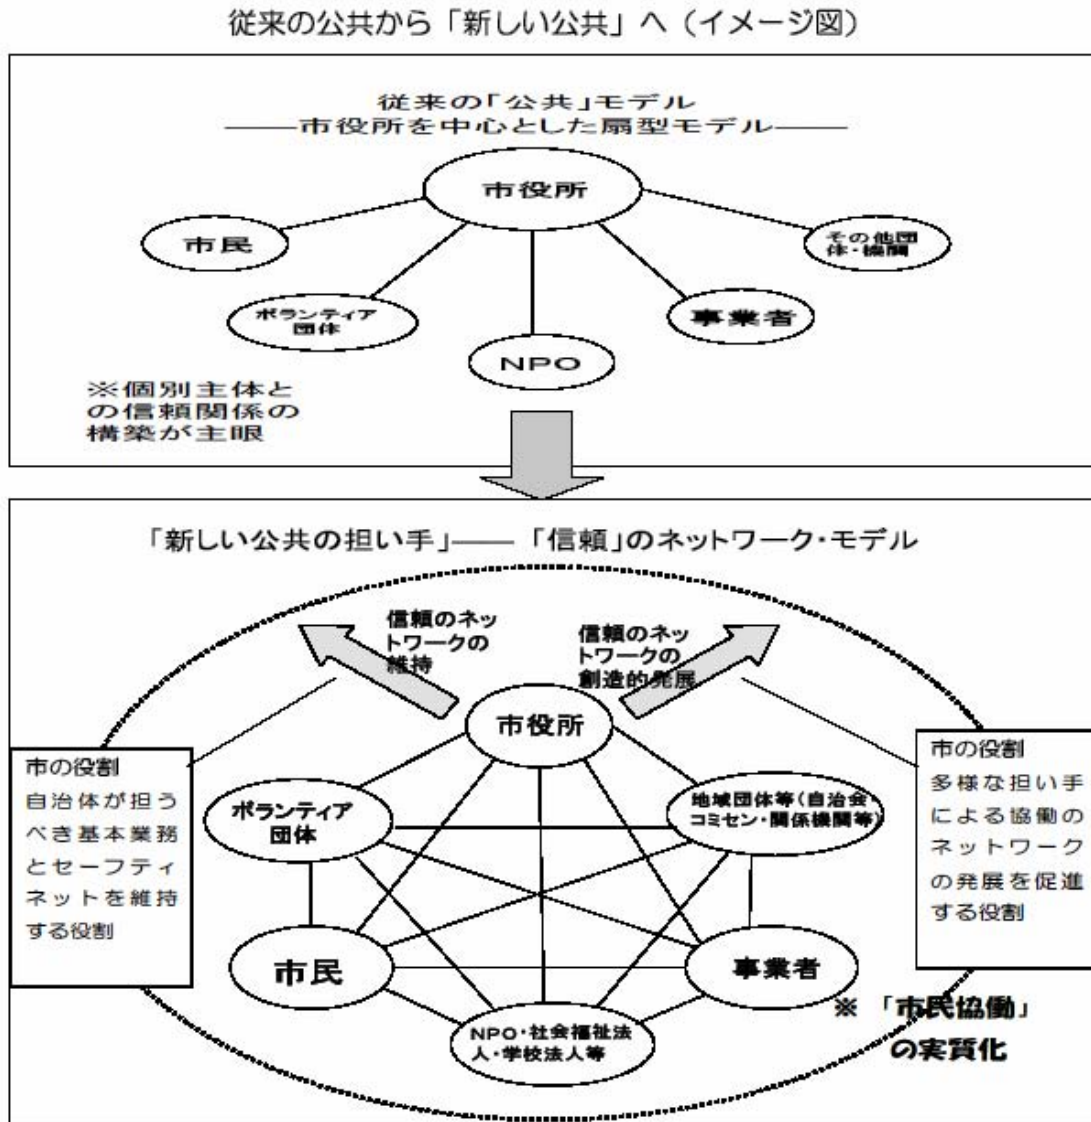 従来の公共から「新しい公共」へ（イメージ図）
従来の「公共」モデル
――市役所を中心とした扇型モデル――
市役所
市民
その他団
体・機関
ボランティア
団体
事業者
NPO
※個別主体と
の信頼関係の
構築が主眼
「新しい公共の担い手」――「信頼」のネットワーク・モデル
信頼のネッ
トワークの
維持
信頼のネッ
トワークの
創造的発展
市役所
市の役割
自治体が担う
べき基本業務
とセーフティ
ネットを維持
する役割
市の役割
多様な担い手
による協働の
ネットワーク
の発展を促進
する役割
ボランティア
団体
地域団体等(自治会・
コミセン・関係機関等)
市民
事業者
NPO・社会福祉法
人・学校法人等
※「市民協働」
の実質化